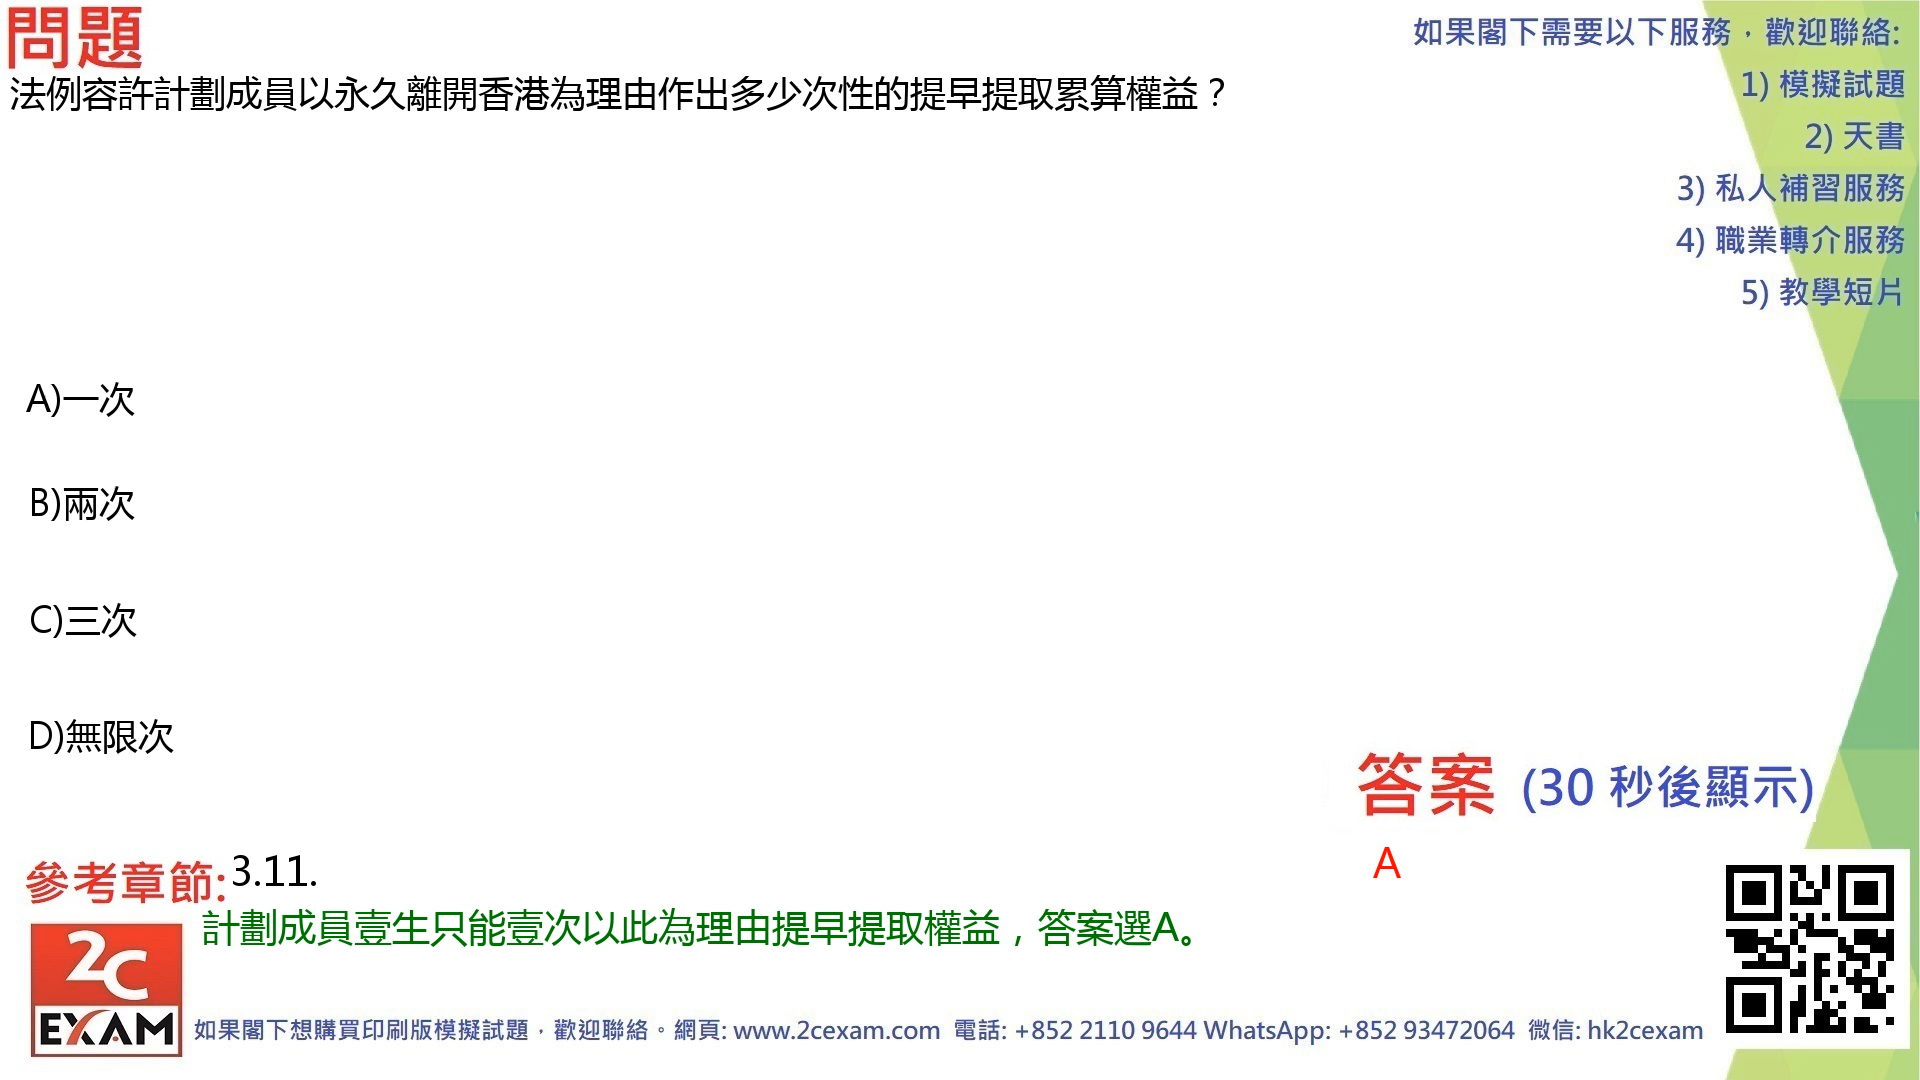 問題
法例容許計劃成員以永久離開香港為理由作出多少次性的提早提取累算權益？
如果閣下需要以下服務，歡迎聯絡:
1) 模擬試題
2) 天書
3) 私人補習服務
4) 職業轉介服務
5) 教學短片
A)一次
B)兩次
C)三次
D)無限次
答案 (30 秒後顯示)
A
參考章節:3.11.
計劃成員壹生只能壹次以此為理由提早提取權益，答案選A。
2C
EXAM
如果閣下想購買印刷版模擬試題，歡迎聯絡。網頁: www.2cexam.com 電話: +852 2110 9644 WhatsApp: +852 93472064 微信: hk2cexam